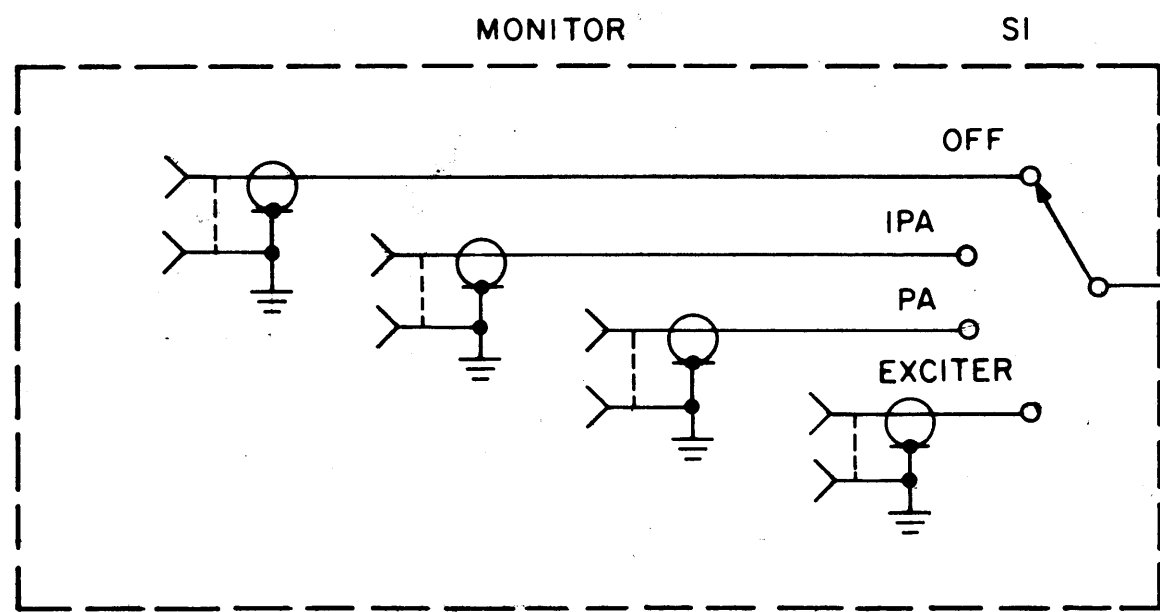 MONITOR
S1
OFF
IPA
PA
EXCITER